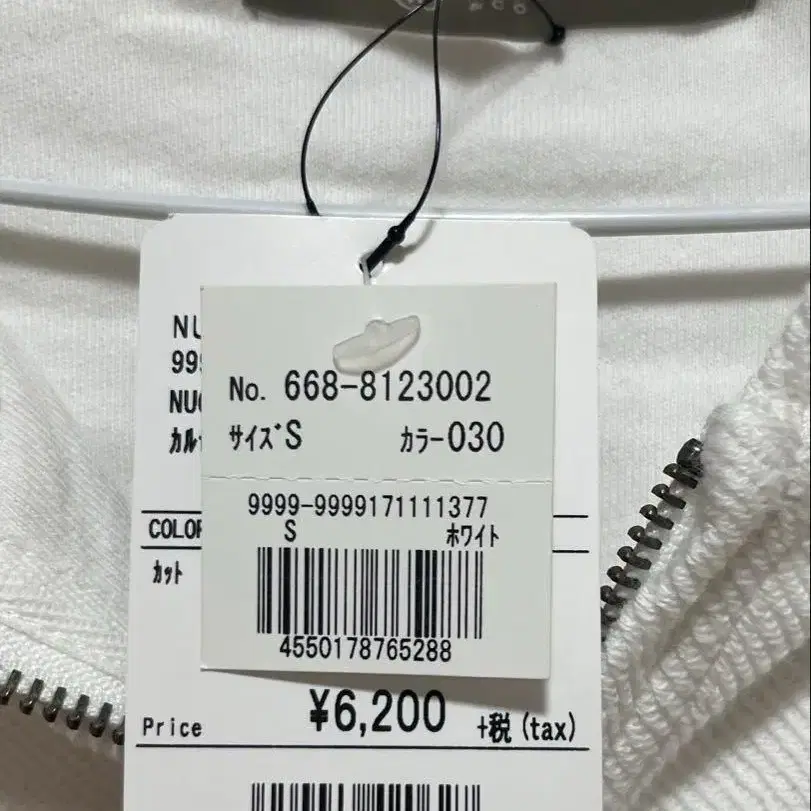 No. 668-8123002
サイズ S カラー030
9999-9999171111377
S ホワイト
4550178765288
NU
99
NU
カル
COLOR
カット
Price ¥6,200 +税(tax)